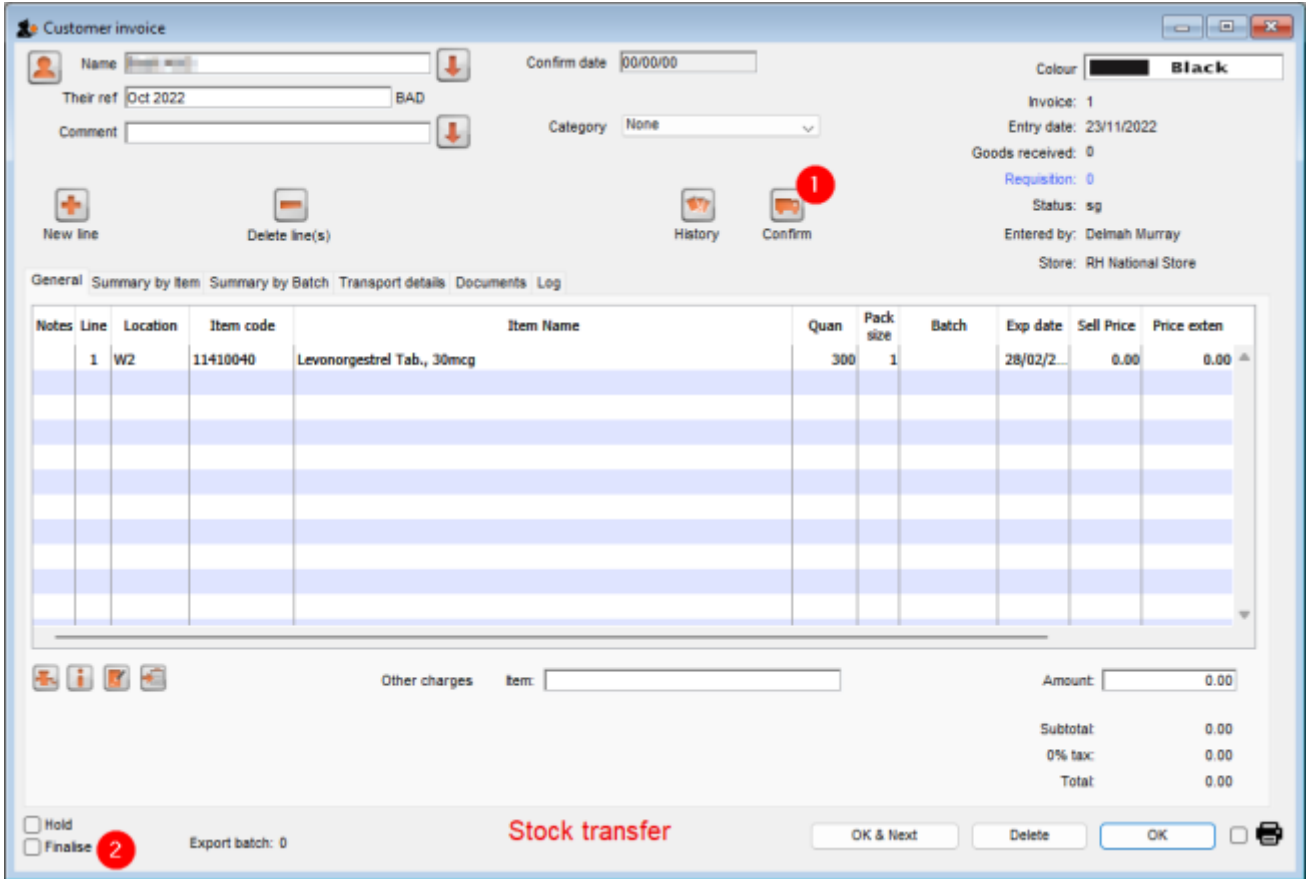 Customer invoice
Name
Confirm date 00/00/00
Colour Black
Their ref Oct 2022 BAD
Invoice: 1
Comment
Category None
Entry date: 23/11/2022
Goods received: 0
Requisition: 0
1
Status: sg
New line Delete line(s) History Confirm
Entered by: Delmah Murray
Store: RH National Store
General Summary by Item Summary by Batch Transport details Documents Log
Notes Line Location Item code Item Name Quan Pack size Batch Exp date Sell Price Price exten
1 W2 11410040 Levonorgestrel Tab., 30mcg 300 1 28/02/2... 0.00 0.00
Other charges Item: Amount: 0.00
Subtotal: 0.00
0% tax: 0.00
Total: 0.00
Hold
Finalise 2 Export batch: 0 Stock transfer OK & Next Delete OK